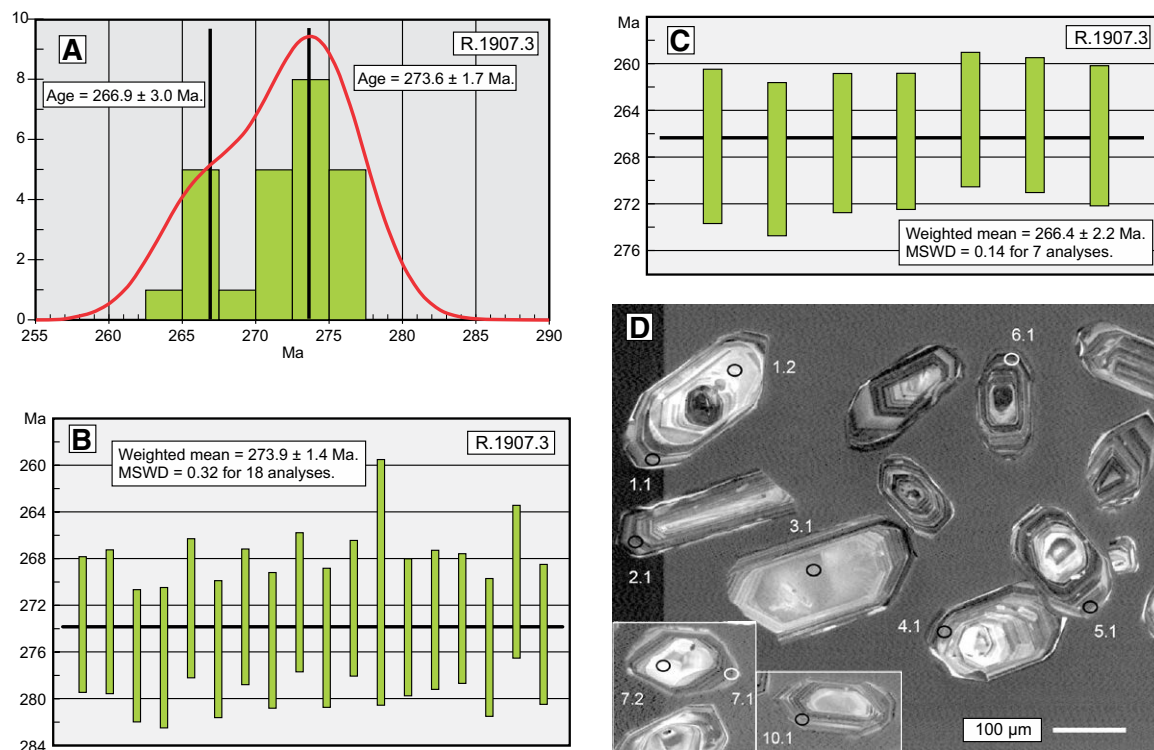 A
R.1907.3
Age = 266.9 ± 3.0 Ma.
Age = 273.6 ± 1.7 Ma.
10
8
6
4
2
0
255
260
265
270
275
280
285
290
Ma
Ma
B
R.1907.3
Weighted mean = 273.9 ± 1.4 Ma.
MSWD = 0.32 for 18 analyses.
260
264
268
272
276
280
284
Ma
C
R.1907.3
260
264
268
272
276
Weighted mean = 266.4 ± 2.2 Ma.
MSWD = 0.14 for 7 analyses.
D
6.1
1.2
1.1
3.1
2.1
4.1
5.1
7.2
7.1
10.1
100 µm